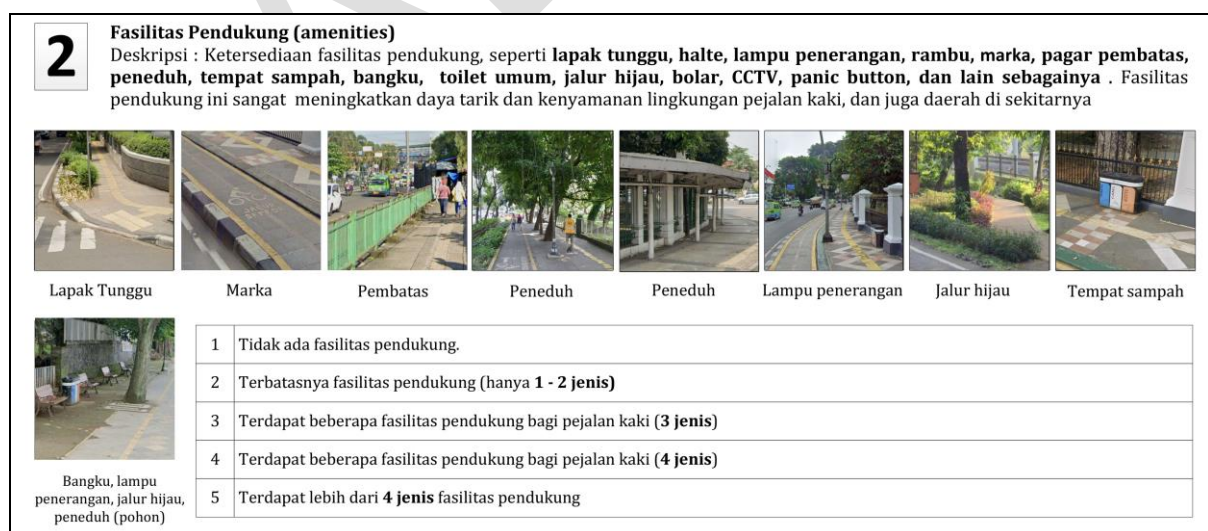 2
Fasilitas Pendukung (amenities)
Deskripsi : Ketersediaan fasilitas pendukung, seperti lapak tunggu, halte, lampu penerangan, rambu, marka, pagar pembatas,
peneduh, tempat sampah, bangku, toilet umum, jalur hijau, bolar, CCTV, panic button, dan lain sebagainya . Fasilitas
pendukung ini sangat meningkatkan daya tarik dan kenyamanan lingkungan pejalan kaki, dan juga daerah di sekitarnya
Lapak Tunggu
Marka
Pembatas
Peneduh
Peneduh
Lampu penerangan
Jalur hijau
Tempat sampah
Bangku, lampu
penerangan, jalur hijau,
peneduh (pohon)
1 Tidak ada fasilitas pendukung.
2 Terbatasnya fasilitas pendukung (hanya 1 - 2 jenis)
3 Terdapat beberapa fasilitas pendukung bagi pejalan kaki (3 jenis)
4 Terdapat beberapa fasilitas pendukung bagi pejalan kaki (4 jenis)
5 Terdapat lebih dari 4 jenis fasilitas pendukung